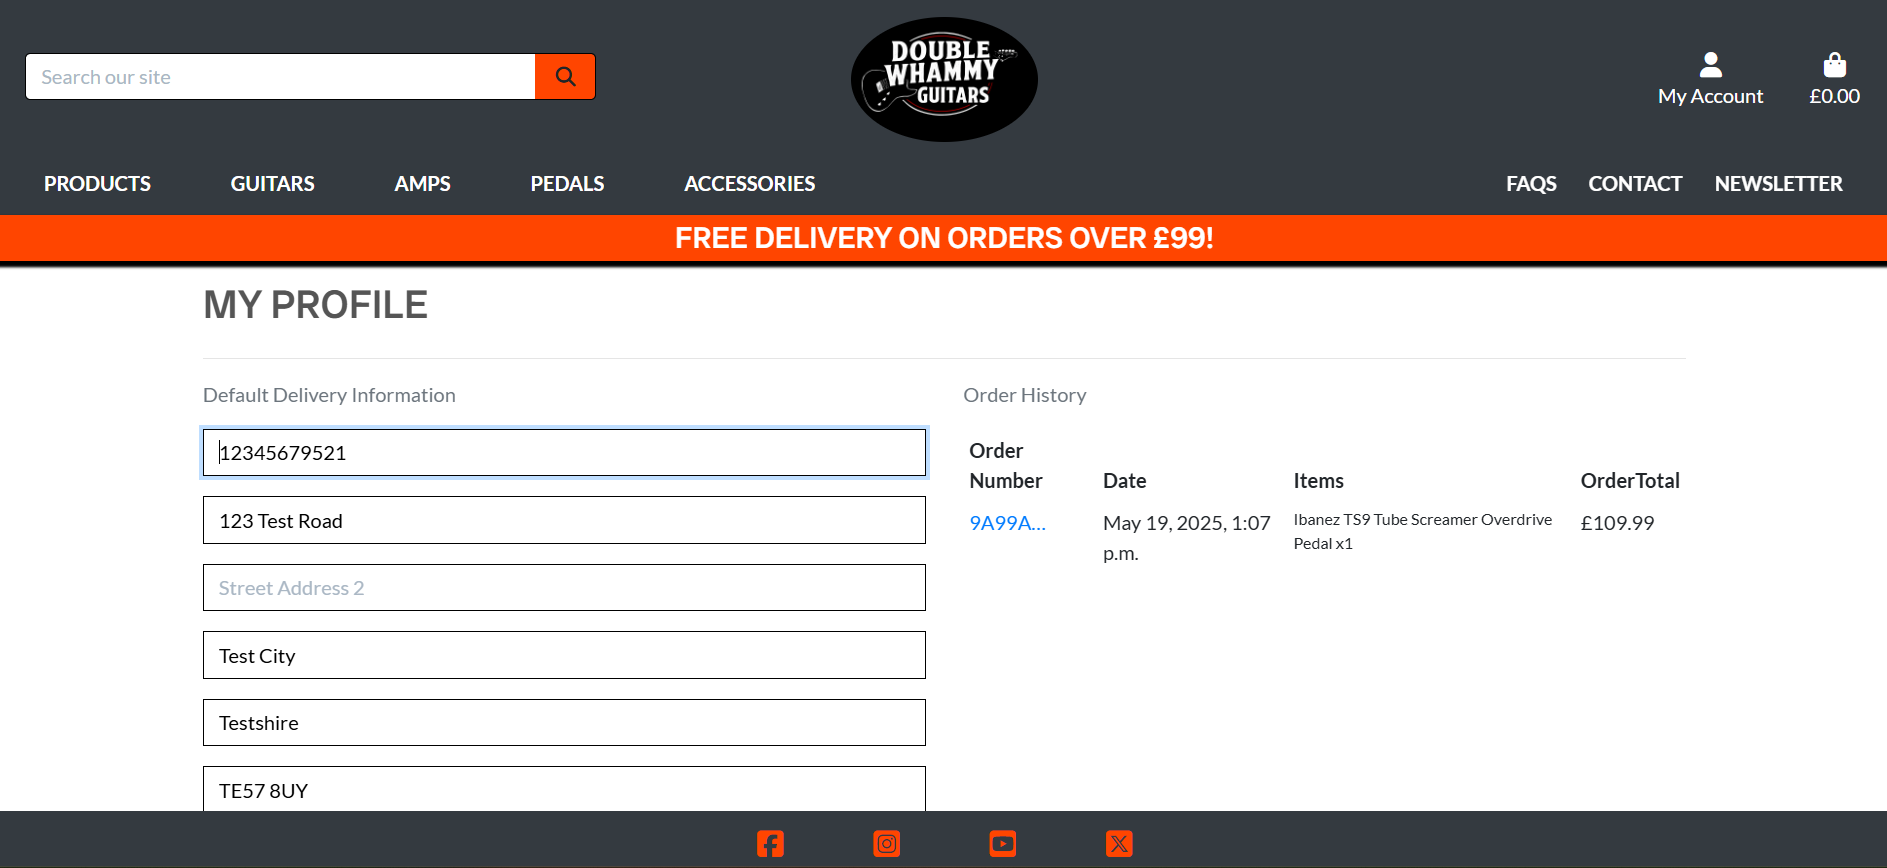 Search our site
DOUBLE
WHAMMY
GUITARS
My Account
£0.00
PRODUCTS
GUITARS
AMPS
PEDALS
ACCESSORIES
FAQS
CONTACT
NEWSLETTER
FREE DELIVERY ON ORDERS OVER £99!
MY PROFILE
Default Delivery Information
12345679521
123 Test Road
Street Address 2
Test City
Testshire
TE57 8UY
Order History
Order
Number
Date
Items
OrderTotal
9A99A...
May 19, 2025, 1:07
p.m.
Ibanez TS9 Tube Screamer Overdrive
Pedal x1
£109.99